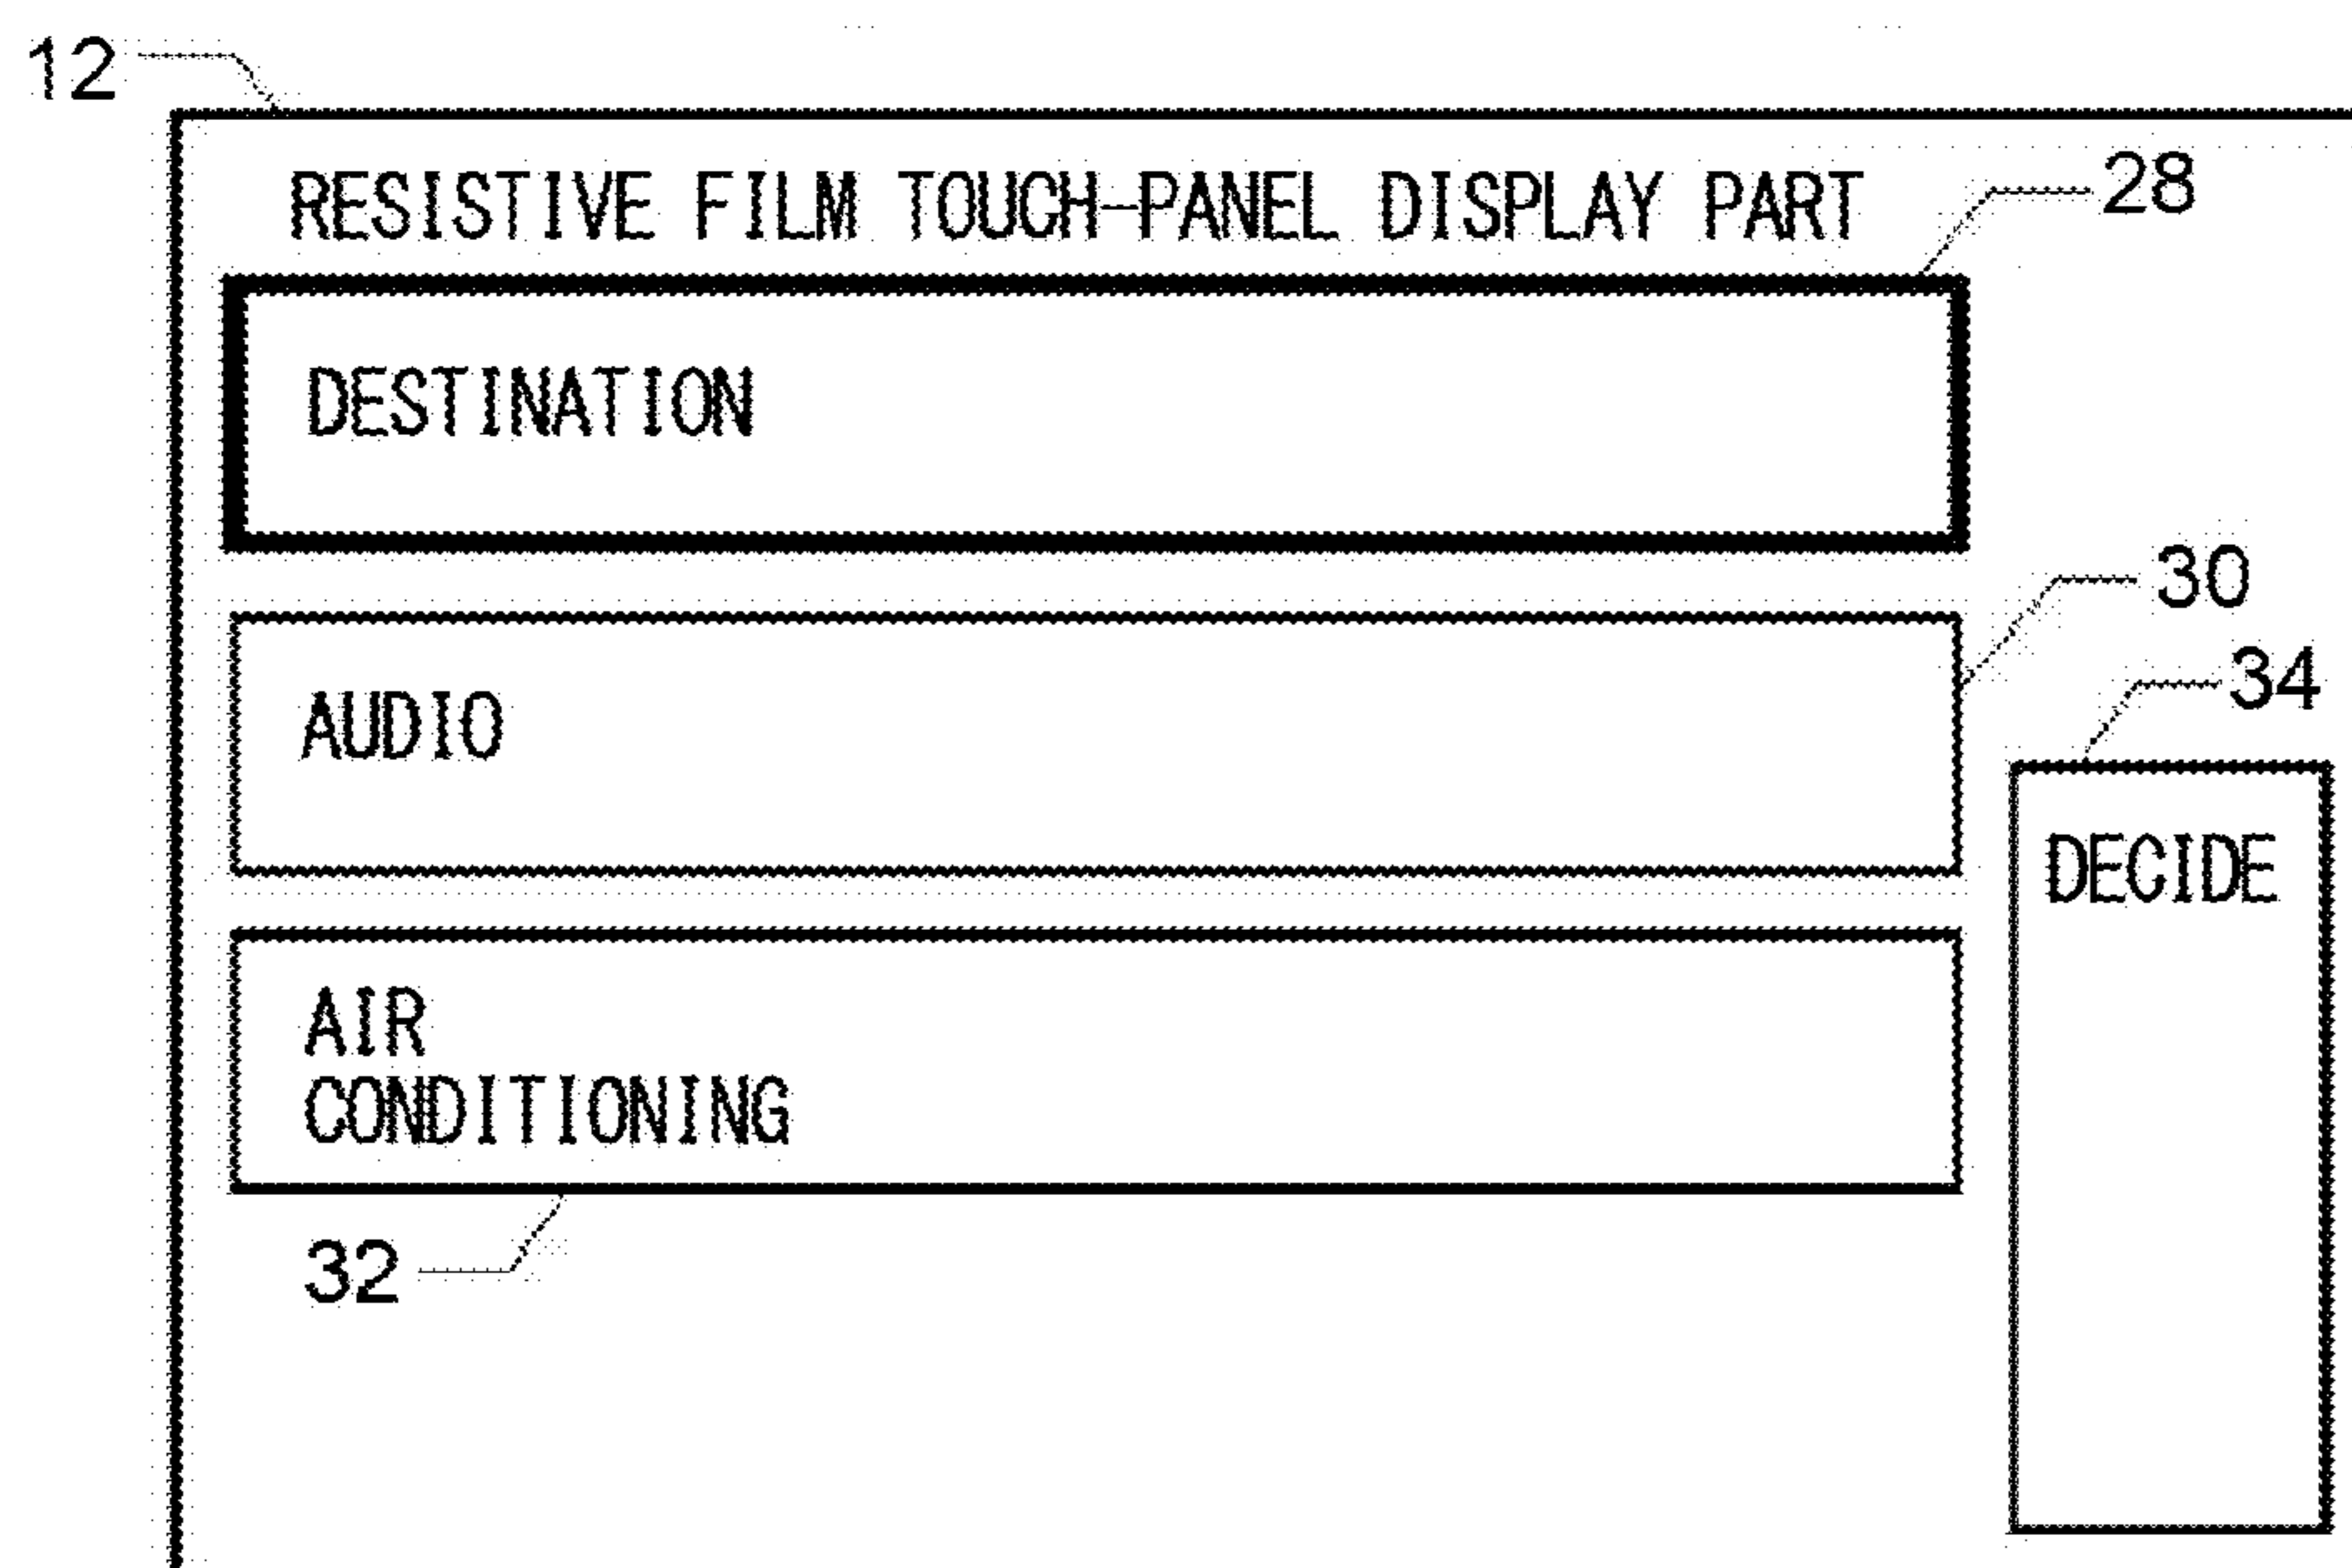 12
RESISTIVE FILM TOUCH-PANEL DISPLAY PART
28
DESTINATION
30
AUDIO
34
DECIDE
AIR
CONDITIONING
32